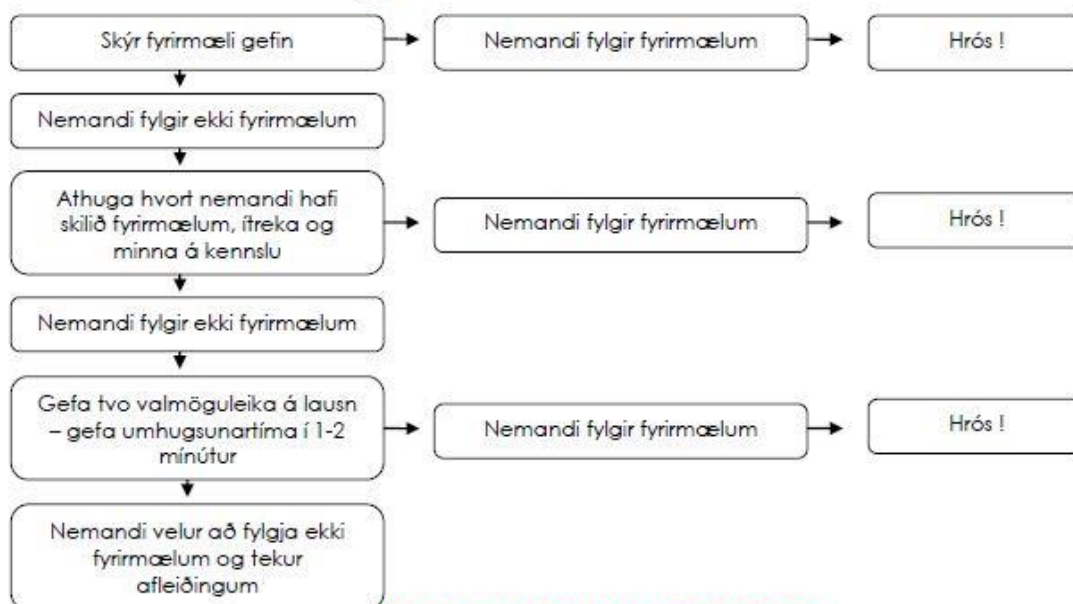 Skýr fyrirmæli gefin
Nemandi fylgir fyrirmælum
Hrós !
Nemandi fylgir ekki fyrirmælum
Athuga hvort nemandi hafi
skilið fyrirmælum, ítreka og
minna á kennslu
Nemandi fylgir fyrirmælum
Hrós !
Nemandi fylgir ekki fyrirmælum
Gefa tvo valmöguleika á lausn
– gefa umhugsunartíma í 1-2
mínútur
Nemandi fylgir fyrirmælum
Hrós !
Nemandi velur að fylgja ekki
fyrirmælum og tekur
afleiðingum